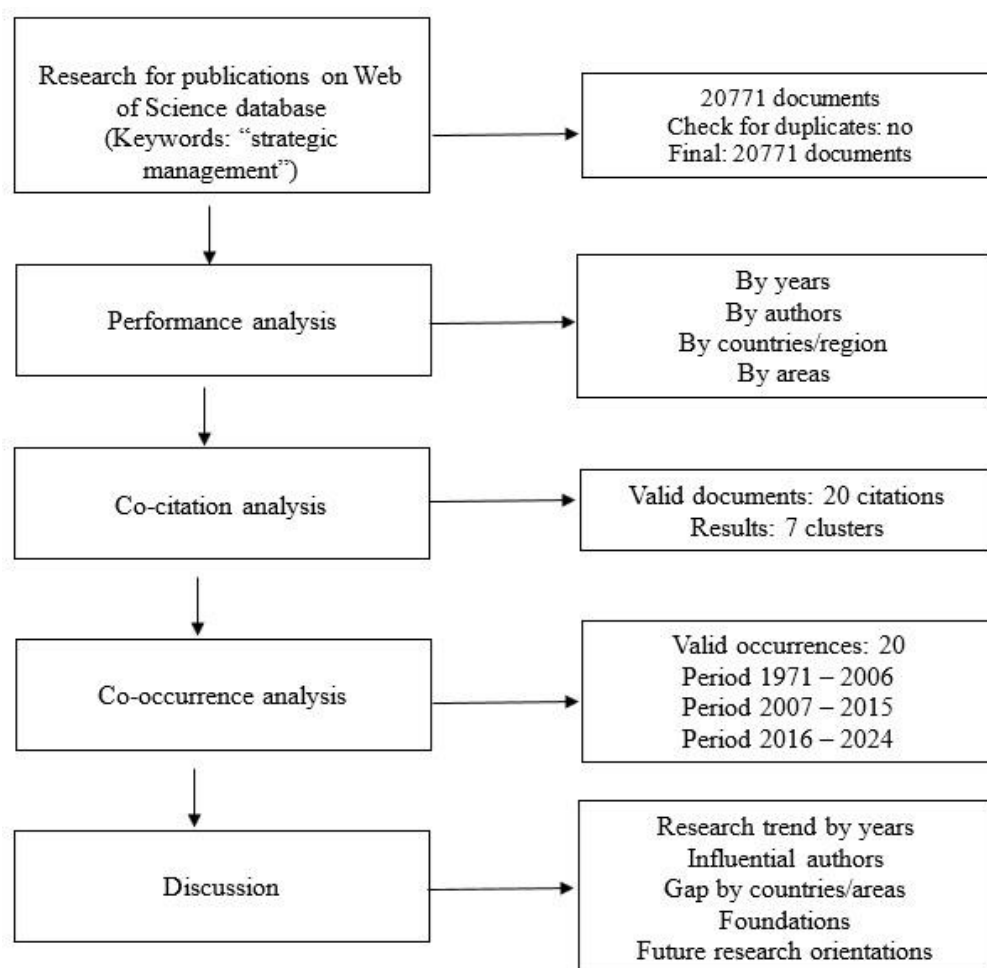 Research for publications on Web
of Science database
(Keywords: “strategic
management”)
20771 documents
Check for duplicates: no
Final: 20771 documents
Performance analysis
By years
By authors
By countries/region
By areas
Co-citation analysis
Valid documents: 20 citations
Results: 7 clusters
Co-occurrence analysis
Valid occurrences: 20
Period 1971 – 2006
Period 2007 – 2015
Period 2016 – 2024
Discussion
Research trend by years
Influential authors
Gap by countries/areas
Foundations
Future research orientations